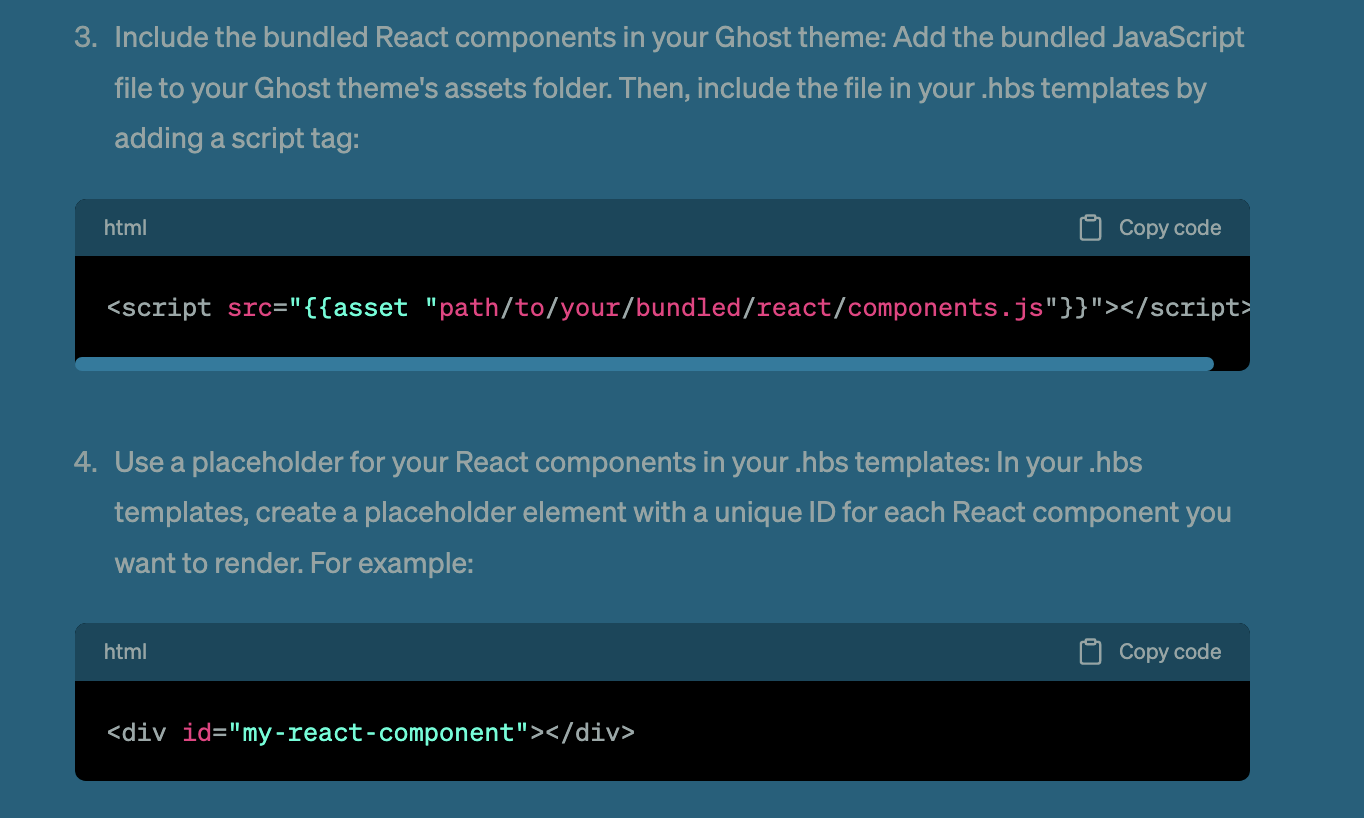 3. Include the bundled React components in your Ghost theme: Add the bundled JavaScript
file to your Ghost theme's assets folder. Then, include the file in your .hbs templates by
adding a script tag:
html Copy code
<script src="{{asset "path/to/your/bundled/react/components.js"}}"></script>
4. Use a placeholder for your React components in your .hbs templates: In your .hbs
templates, create a placeholder element with a unique ID for each React component you
want to render. For example:
html Copy code
<div id="my-react-component"></div>